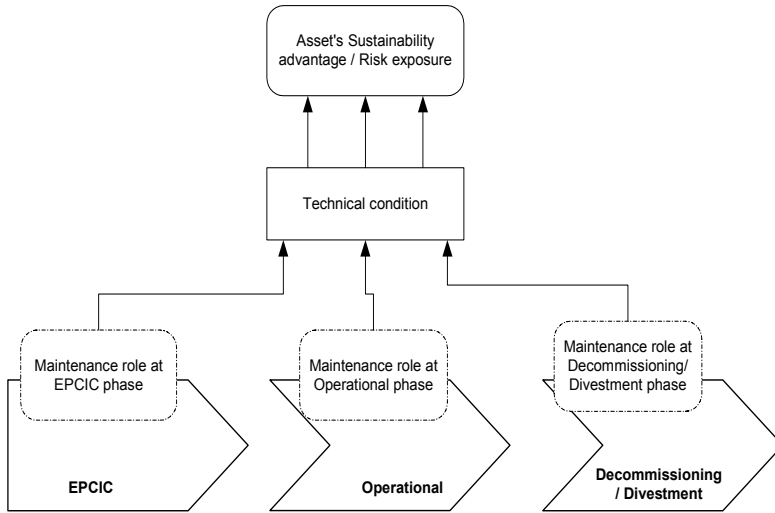 Asset's Sustainability
advantage / Risk exposure
Technical condition
Maintenance role at
EPCIC phase
Maintenance role at
Operational phase
Maintenance role at
Decommissioning/
Divestment phase
EPCIC
Operational
Decommissioning
/ Divestment